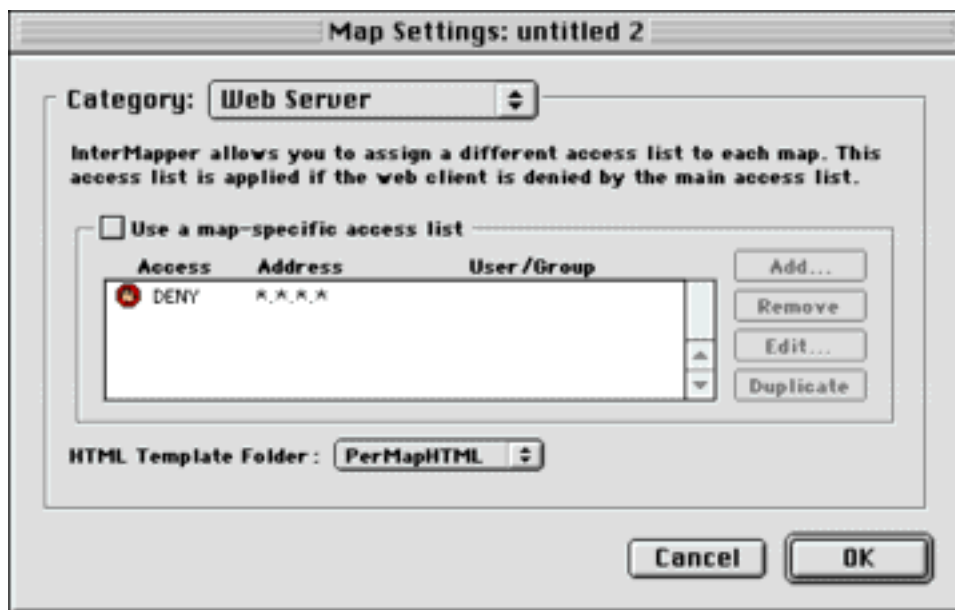 Map Settings: untitled 2
Category: Web Server
InterMapper allows you to assign a different access list to each map. This
access list is applied if the web client is denied by the main access list.
Use a map-specific access list
Access Address User/Group
DENY *.*.*.*
Add...
Remove
Edit...
Duplicate
HTML Template Folder: PerMapHTML
Cancel OK